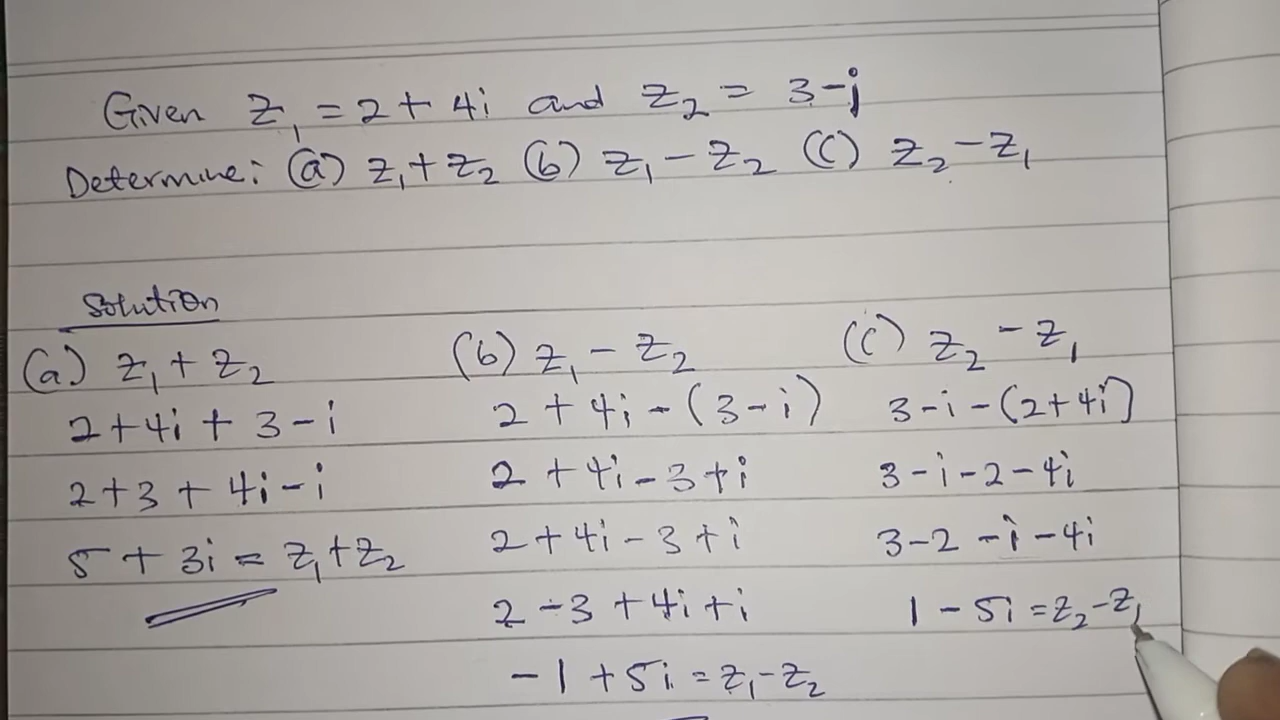 Given z₁ = 2 + 4i and z₂ = 3 - i
Determine: (a) z₁ + z₂ (b) z₁ - z₂ (c) z₂ - z₁
Solution
(a) z₁ + z₂
2 + 4i + 3 - i
2 + 3 + 4i - i
5 + 3i = z₁ + z₂
(b) z₁ - z₂
2 + 4i - (3 - i)
2 + 4i - 3 + i
2 + 4i - 3 + i
2 - 3 + 4i + i
-1 + 5i = z₁ - z₂
(c) z₂ - z₁
3 - i - (2 + 4i)
3 - i - 2 - 4i
3 - 2 - i - 4i
1 - 5i = z₂ - z₁